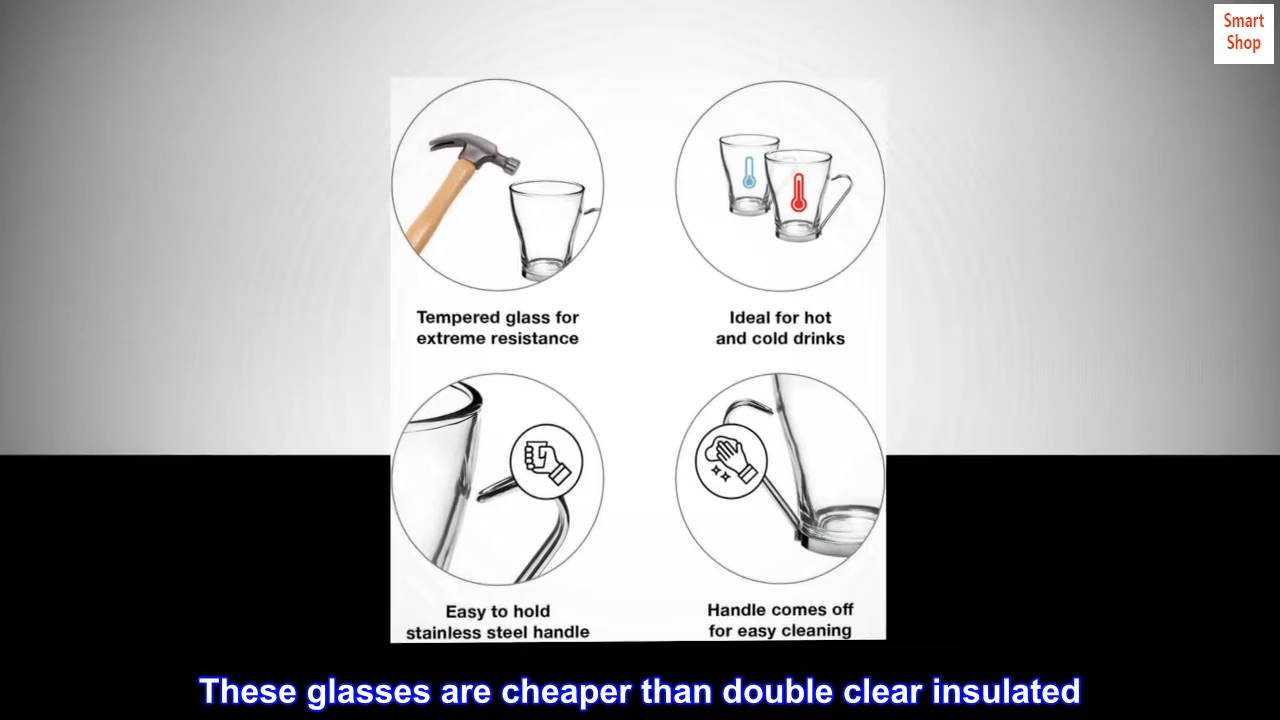 Smart
Shop
Tempered glass for
extreme resistance
Ideal for hot
and cold drinks
Easy to hold
stainless steel handle
Handle comes off
for easy cleaning
These glasses are cheaper than double clear insulated